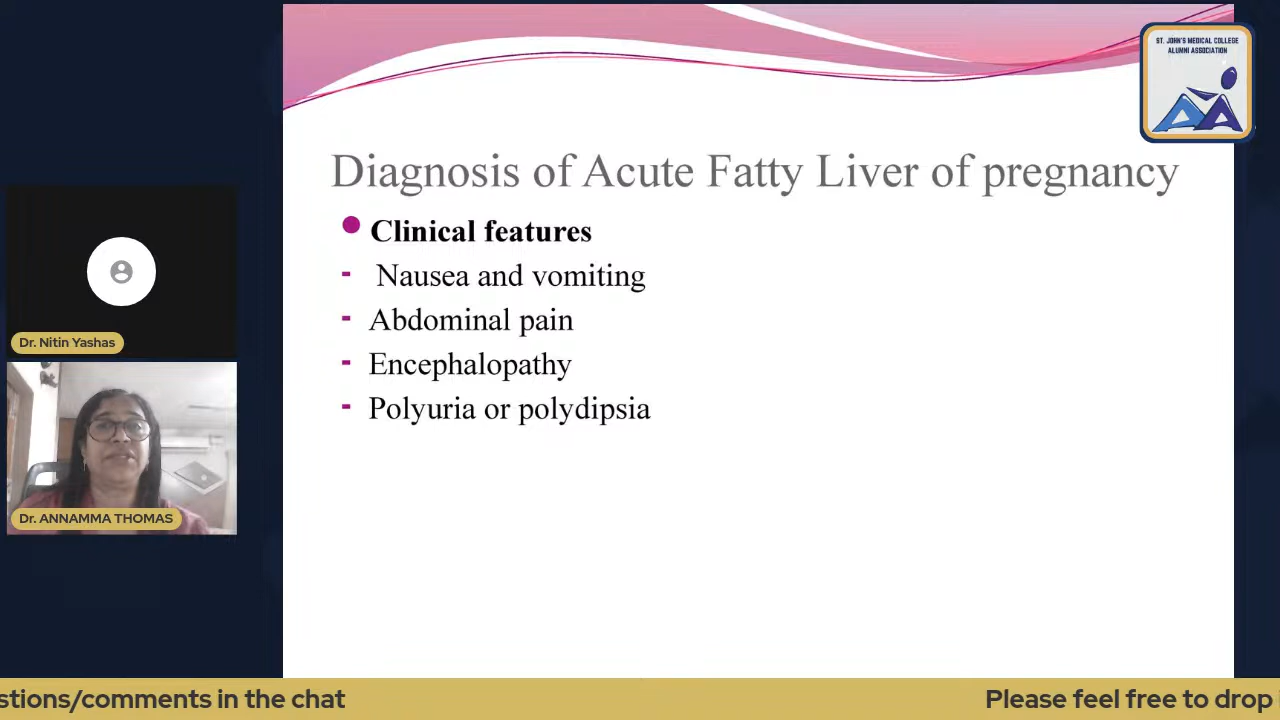 ST. JOHN'S MEDICAL COLLEGE
ALUMNI ASSOCIATION
Diagnosis of Acute Fatty Liver of pregnancy
Clinical features
- Nausea and vomiting
- Abdominal pain
- Encephalopathy
- Polyuria or polydipsia
Dr. Nitin Yashas
Dr. ANNAMMA THOMAS
stions/comments in the chat
Please feel free to drop